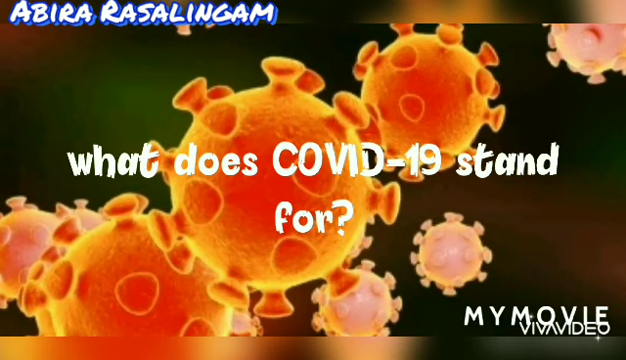 Abira Rasalingam
what does COVID-19 stand
for?
MYMOVIE
VIVAVIDEO